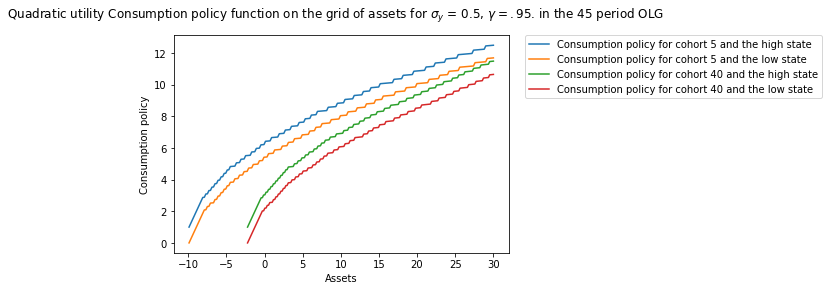 Quadratic utility Consumption policy function on the grid of assets for σy = 0.5, γ = .95. in the 45 period OLG
Consumption policy for cohort 5 and the high state
Consumption policy for cohort 5 and the low state
Consumption policy for cohort 40 and the high state
Consumption policy for cohort 40 and the low state
Consumption policy
12
10
8
6
4
2
0
−10 −5 0 5 10 15 20 25 30
Assets